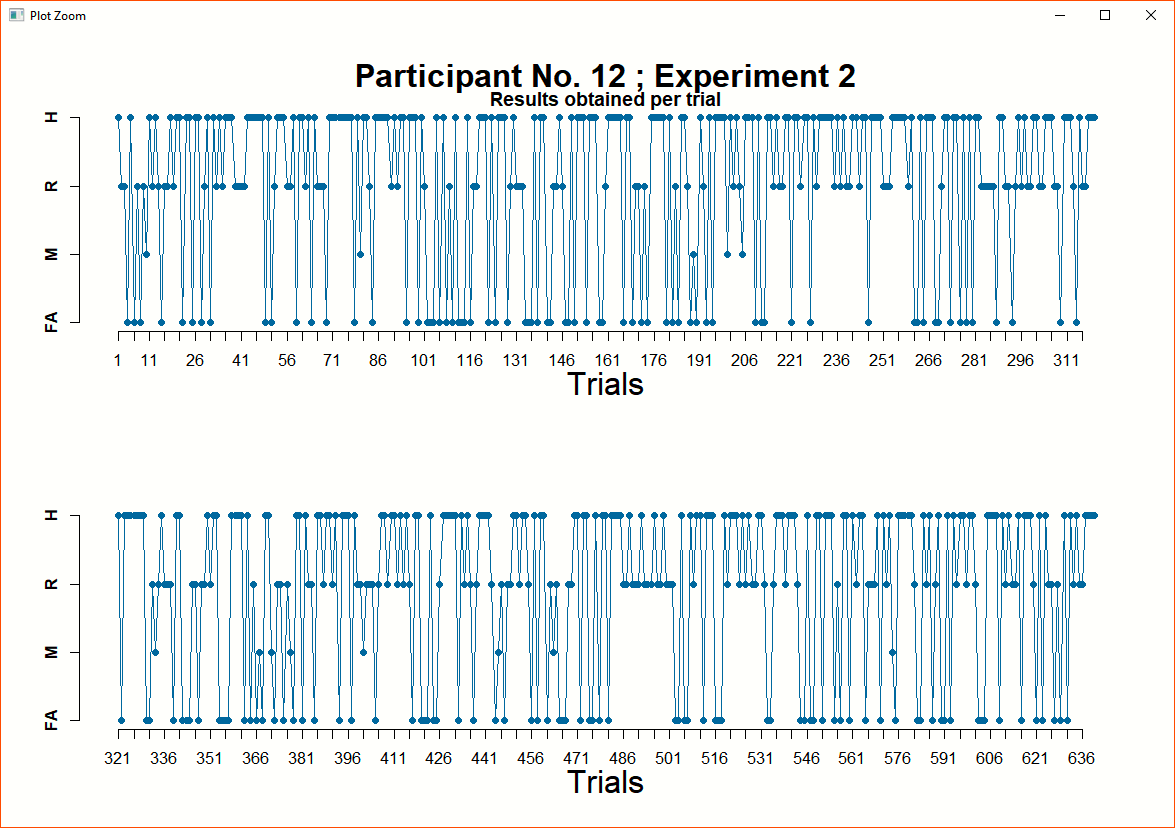 Plot Zoom
Participant No. 12 ; Experiment 2
Results obtained per trial
H
R
M
FA
1 11 26 41 56 71 86 101 116 131 146 161 176 191 206 221 236 251 266 281 296 311
Trials
H
R
M
FA
321 336 351 366 381 396 411 426 441 456 471 486 501 516 531 546 561 576 591 606 621 636
Trials